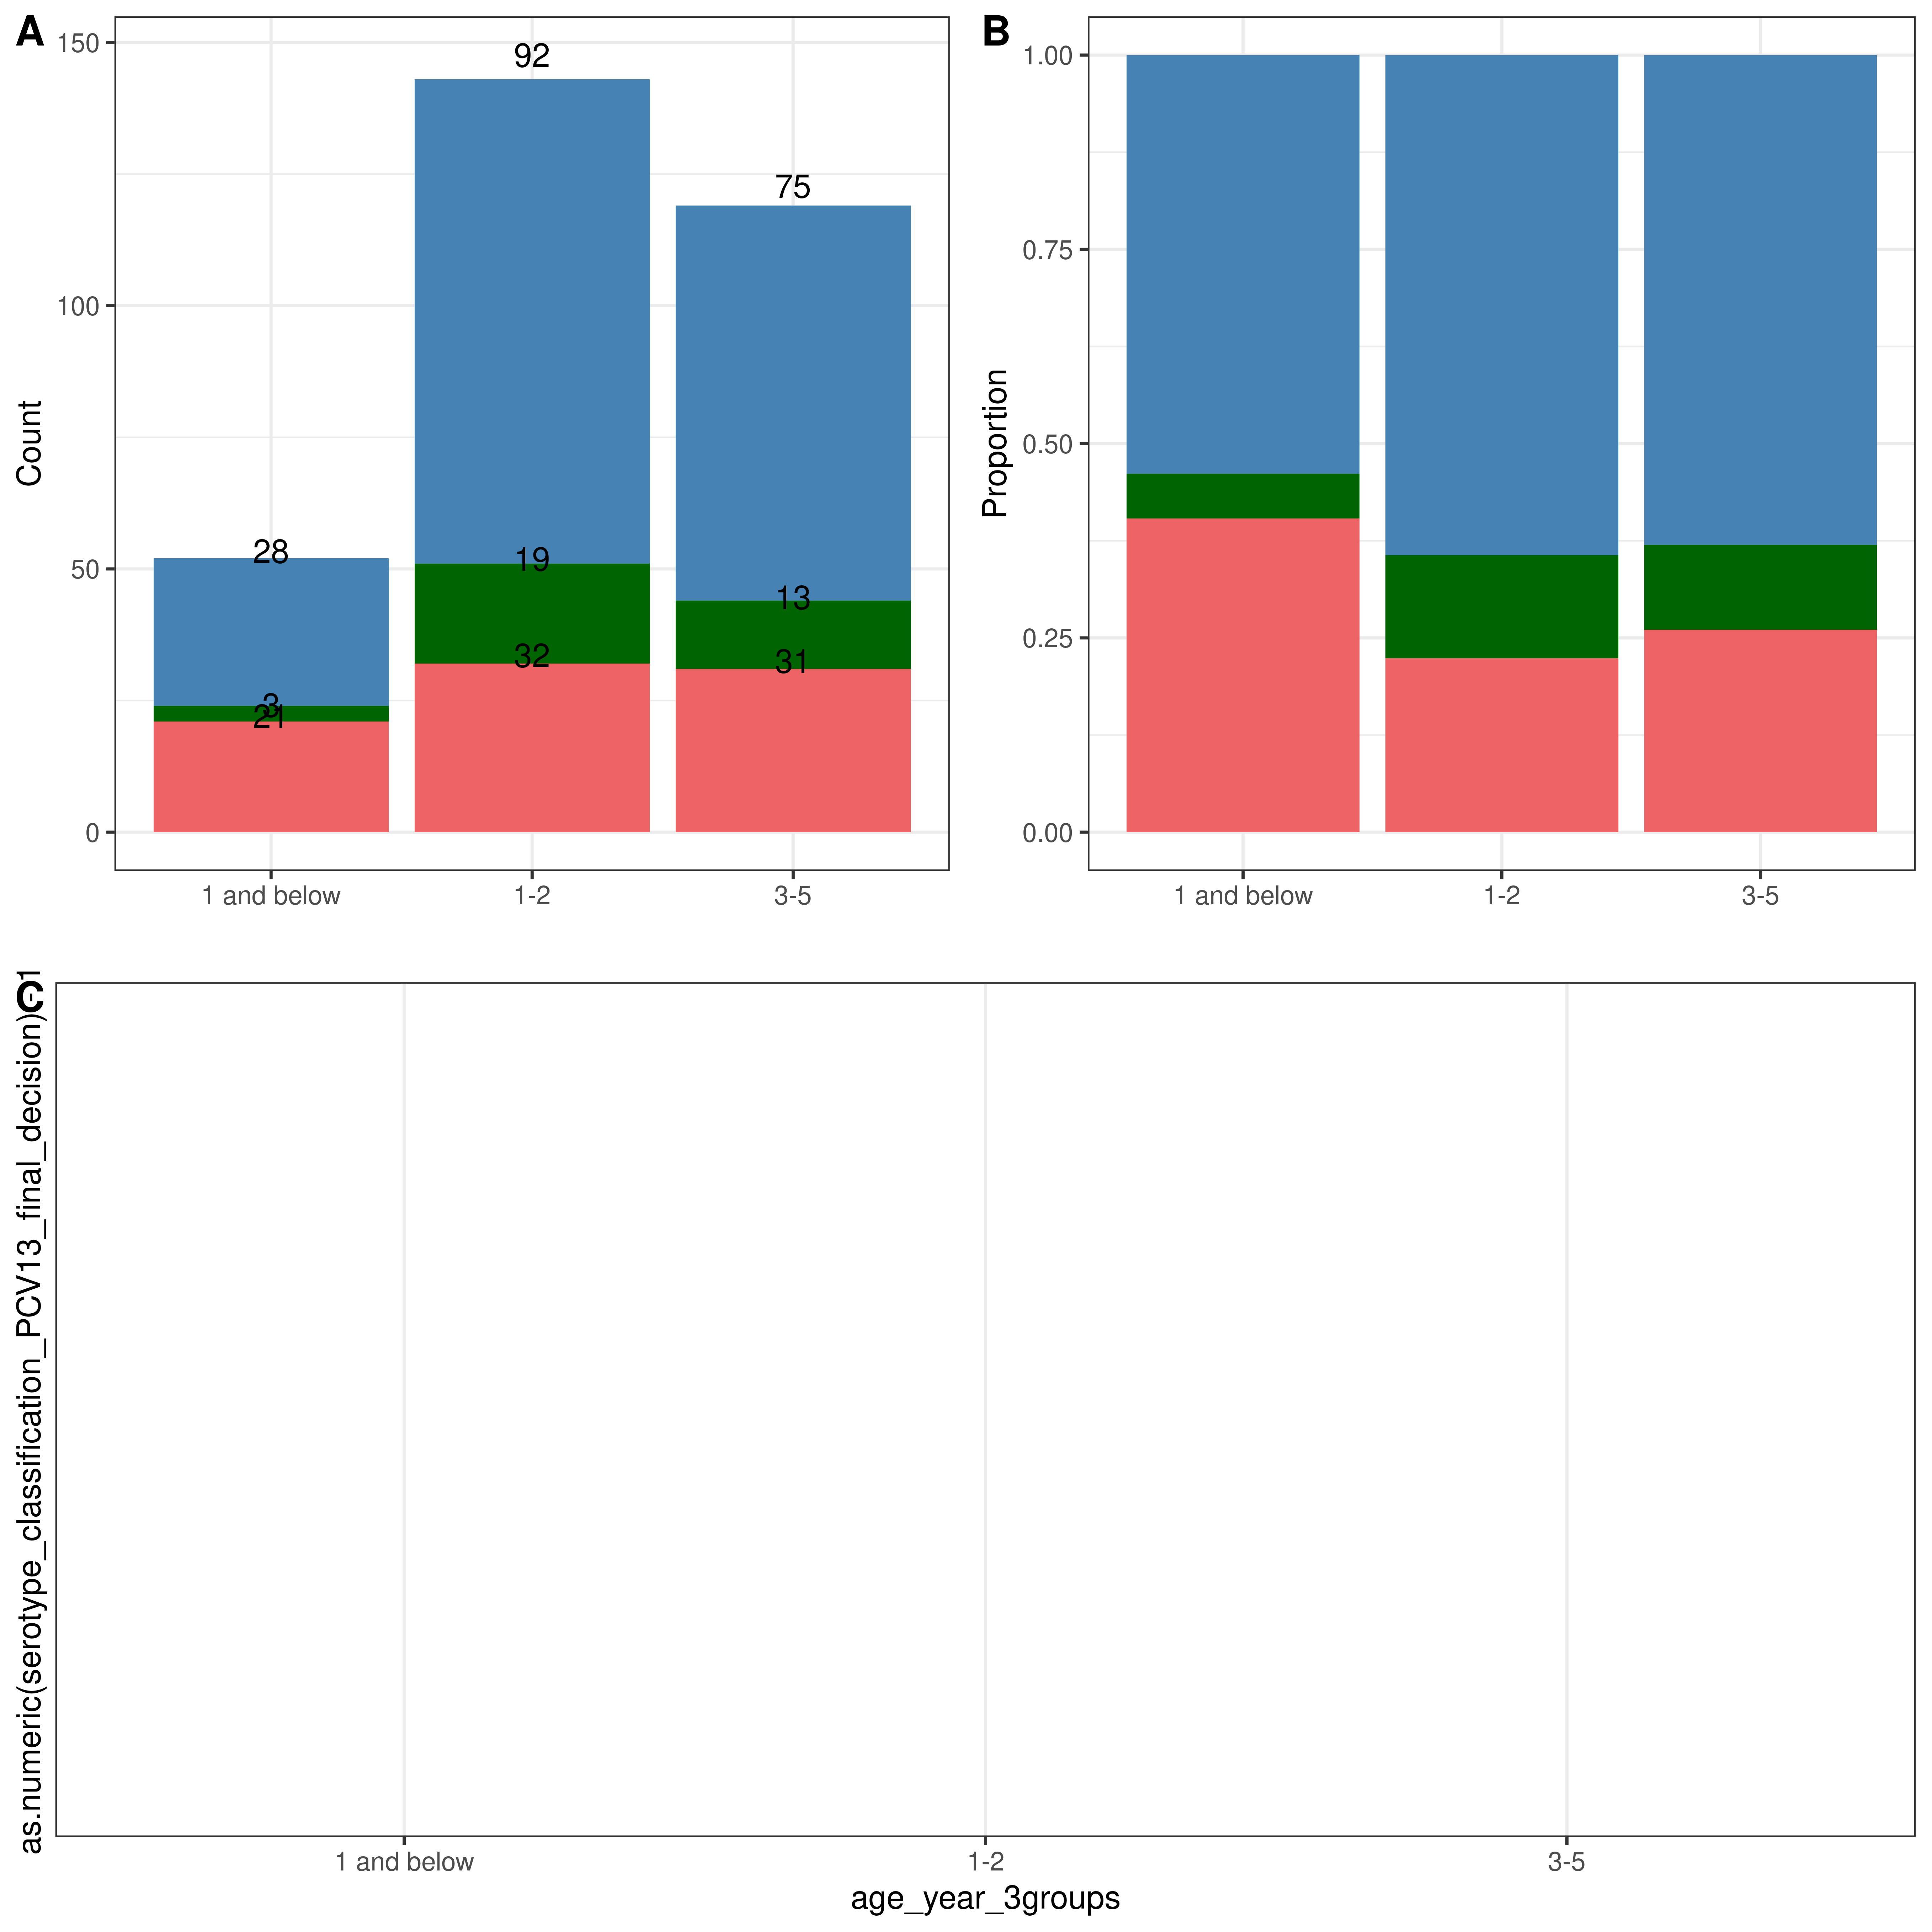 A
150
100
50
0
Count
92
75
28
19
13
32
31
3
21
1 and below
1-2
3-5
B
1.00
0.75
0.50
0.25
0.00
Proportion
1 and below
1-2
3-5
C
as.numeric(serotype_classification_PCV13_final_decision)-1
1 and below
1-2
3-5
age_year_3groups